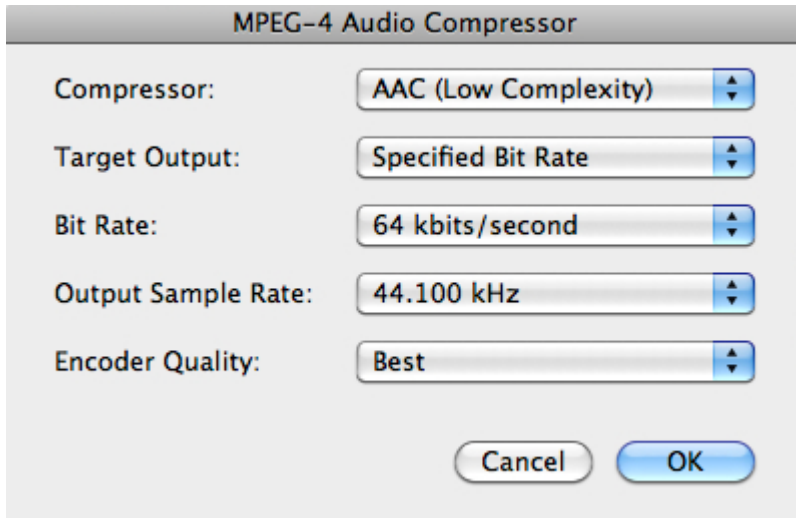 MPEG-4 Audio Compressor
Compressor: AAC (Low Complexity)
Target Output: Specified Bit Rate
Bit Rate: 64 kbits/second
Output Sample Rate: 44.100 kHz
Encoder Quality: Best
Cancel OK